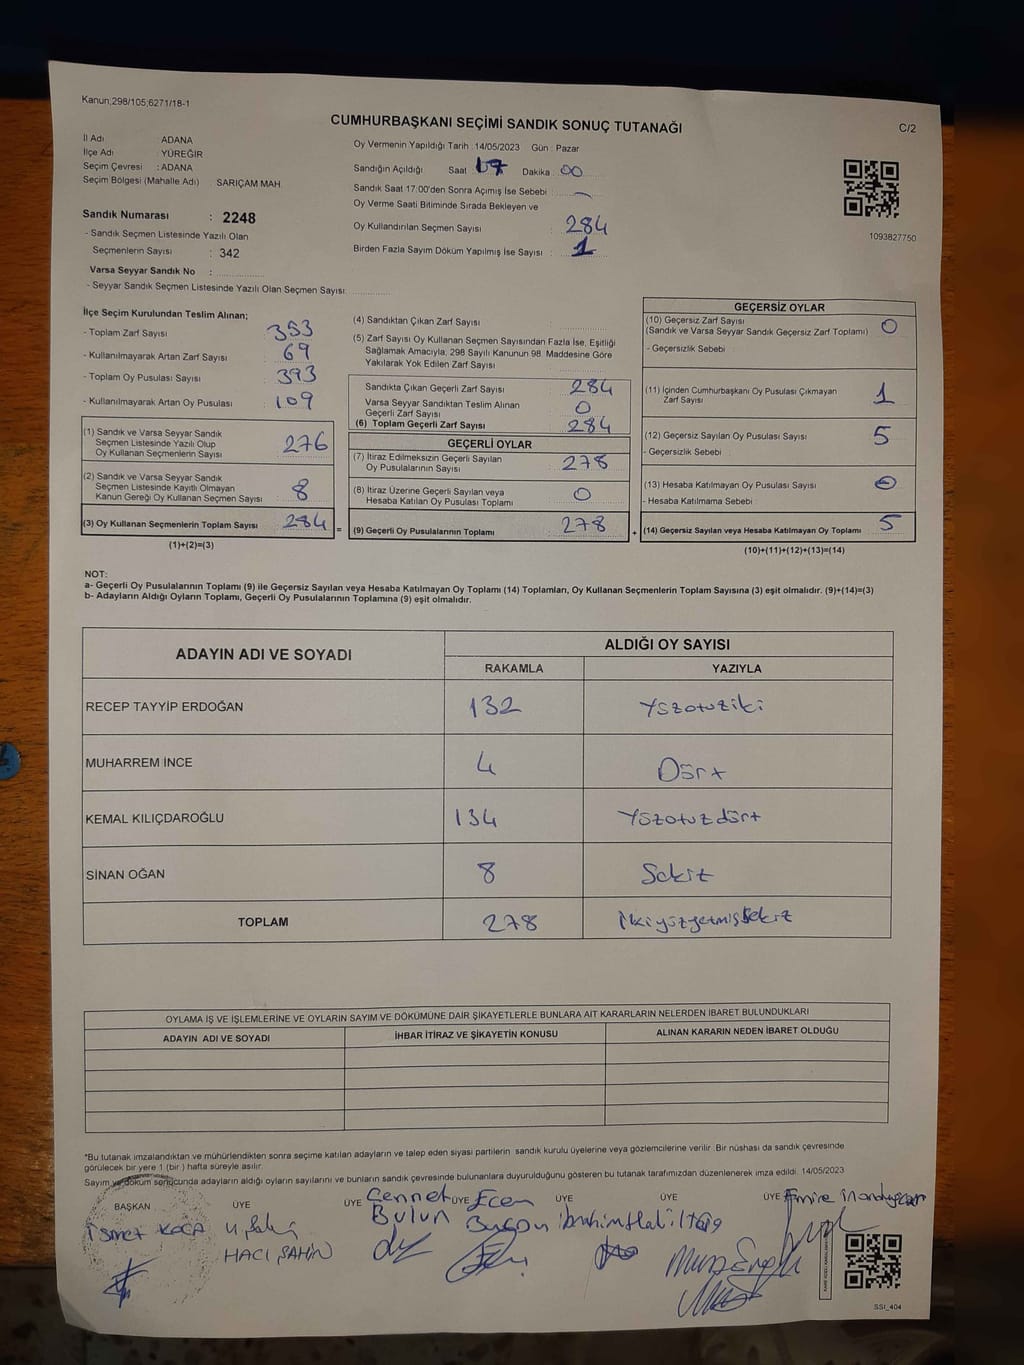 Kanun;298/105;6271/18-1
CUMHURBAŞKANI SEÇİMİ SANDIK SONUÇ TUTANAĞI
C/2
İl Adı ADANA
İlçe Adı : YÜREĞİR
Seçim Çevresi : ADANA
Seçim Bölgesi (Mahalle Adı) SARIÇAM MAH.
Sandık Numarası : 2248
- Sandık Seçmen Listesinde Yazılı Olan
Seçmenlerin Sayısı : 342
Varsa Seyyar Sandık No :
- Seyyar Sandık Seçmen Listesinde Yazılı Olan Seçmen Sayısı:
Oy Vermenin Yapıldığı Tarih : 14/05/2023 Gün : Pazar
Sandığın Açıldığı Saat : 17 Dakika : 00
Sandık Saat 17:00'den Sonra Açımış İse Sebebi :
Oy Verme Saati Bitiminde Sırada Bekleyen ve
Oy Kullandırılan Seçmen Sayısı : 284
Birden Fazla Sayım Döküm Yapılmış İse Sayısı : 1
1093827750
İlçe Seçim Kurulundan Teslim Alınan;
- Toplam Zarf Sayısı : 353
- Kullanılmayarak Artan Zarf Sayısı : 69
- Toplam Oy Pusulası Sayısı : 393
- Kullanılmayarak Artan Oy Pusulası : 109
(1) Sandık ve Varsa Seyyar Sandık
Seçmen Listesinde Yazılı Olup
Oy Kullanan Seçmenlerin Sayısı : 276
(2) Sandık ve Varsa Seyyar Sandık
Seçmen Listesinde Kayıtlı Olmayan
Kanun Gereği Oy Kullanan Seçmen Sayısı : 8
(3) Oy Kullanan Seçmenlerin Toplam Sayısı : 284 =
(1)+(2)=(3)
(4) Sandıktan Çıkan Zarf Sayısı :
(5) Zarf Sayısı Oy Kullanan Seçmen Sayısından Fazla İse, Eşitliği
Sağlamak Amacıyla, 298 Sayılı Kanunun 98. Maddesine Göre
Yakılarak Yok Edilen Zarf Sayısı :
Sandıkta Çıkan Geçerli Zarf Sayısı : 284
Varsa Seyyar Sandıktan Teslim Alınan
Geçerli Zarf Sayısı : 0
(6) Toplam Geçerli Zarf Sayısı : 284
GEÇERLİ OYLAR
(7) İtiraz Edilmeksizin Geçerli Sayılan
Oy Pusulalarının Sayısı : 278
(8) İtiraz Üzerine Geçerli Sayılan veya
Hesaba Katılan Oy Pusulası Toplamı : 0
(9) Geçerli Oy Pusulalarının Toplamı : 278 +
GEÇERSİZ OYLAR
(10) Geçersiz Zarf Sayısı
(Sandık ve Varsa Seyyar Sandık Geçersiz Zarf Toplamı) : 0
- Geçersizlik Sebebi :
(11) İçinden Cumhurbaşkanı Oy Pusulası Çıkmayan
Zarf Sayısı : 1
(12) Geçersiz Sayılan Oy Pusulası Sayısı : 5
- Geçersizlik Sebebi :
(13) Hesaba Katılmayan Oy Pusulası Sayısı : 0
- Hesaba Katılmama Sebebi :
(14) Geçersiz Sayılan veya Hesaba Katılmayan Oy Toplamı : 5
(10)+(11)+(12)+(13)=(14)
NOT:
a- Geçerli Oy Pusulalarının Toplamı (9) ile Geçersiz Sayılan veya Hesaba Katılmayan Oy Toplamı (14) Toplamları, Oy Kullanan Seçmenlerin Toplam Sayısına (3) eşit olmalıdır. (9)+(14)=(3)
b- Adayların Aldığı Oyların Toplamı, Geçerli Oy Pusulalarının Toplamına (9) eşit olmalıdır.
ADAYIN ADI VE SOYADI ALDIĞI OY SAYISI
RAKAMLA YAZIYLA
RECEP TAYYİP ERDOĞAN 132 Yüzotuziki
MUHARREM İNCE 4 Dört
KEMAL KILIÇDAROĞLU 134 Yüzotuzdört
SİNAN OĞAN 8 Sekiz
TOPLAM 278 İkiyüzyetmişsekiz
OYLAMA İŞ VE İŞLEMLERİNE VE OYLARIN SAYIM VE DÖKÜMÜNE DAİR ŞİKAYETLERLE BUNLARA AİT KARARLARIN NELERDEN İBARET BULUNDUKLARI
ADAYIN ADI VE SOYADI İHBAR İTİRAZ VE ŞİKAYETİN KONUSU ALINAN KARARIN NEDEN İBARET OLDUĞU
*Bu tutanak imzalandıktan ve mühürlendikten sonra seçime katılan adayların ve talep eden siyasi partilerin sandık kurulu üyelerine veya gözlemcilerine verilir. Bir nüshası da sandık çevresinde
görülecek bir yere 1 (bir) hafta süreyle asılır.
Sayım ve döküm sonucunda adayların aldığı oyların sayılarını ve bunların sandık çevresinde bulunanlara duyurulduğunu gösteren bu tutanak tarafımızdan düzenlenerek imza edildi. 14/05/2023
BAŞKAN ÜYE ÜYE ÜYE ÜYE ÜYE ÜYE
İsmet KOCA
HACI ŞAHİN
Cennet
Bulun
Ecen
SSI_404